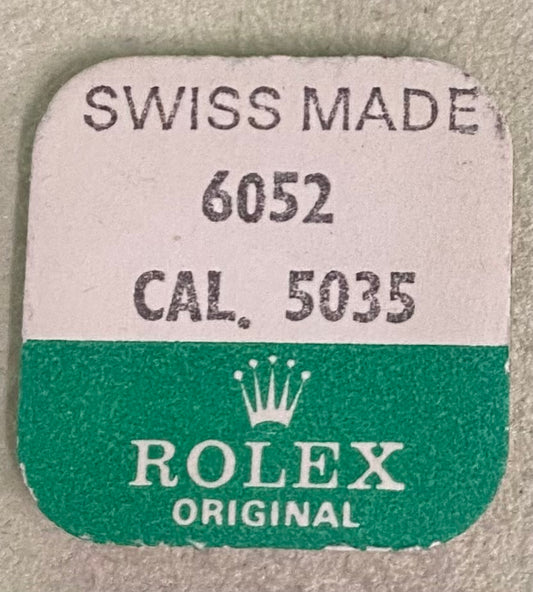 SWISS MADE
6052
CAL. 5035
ROLEX
ORIGINAL